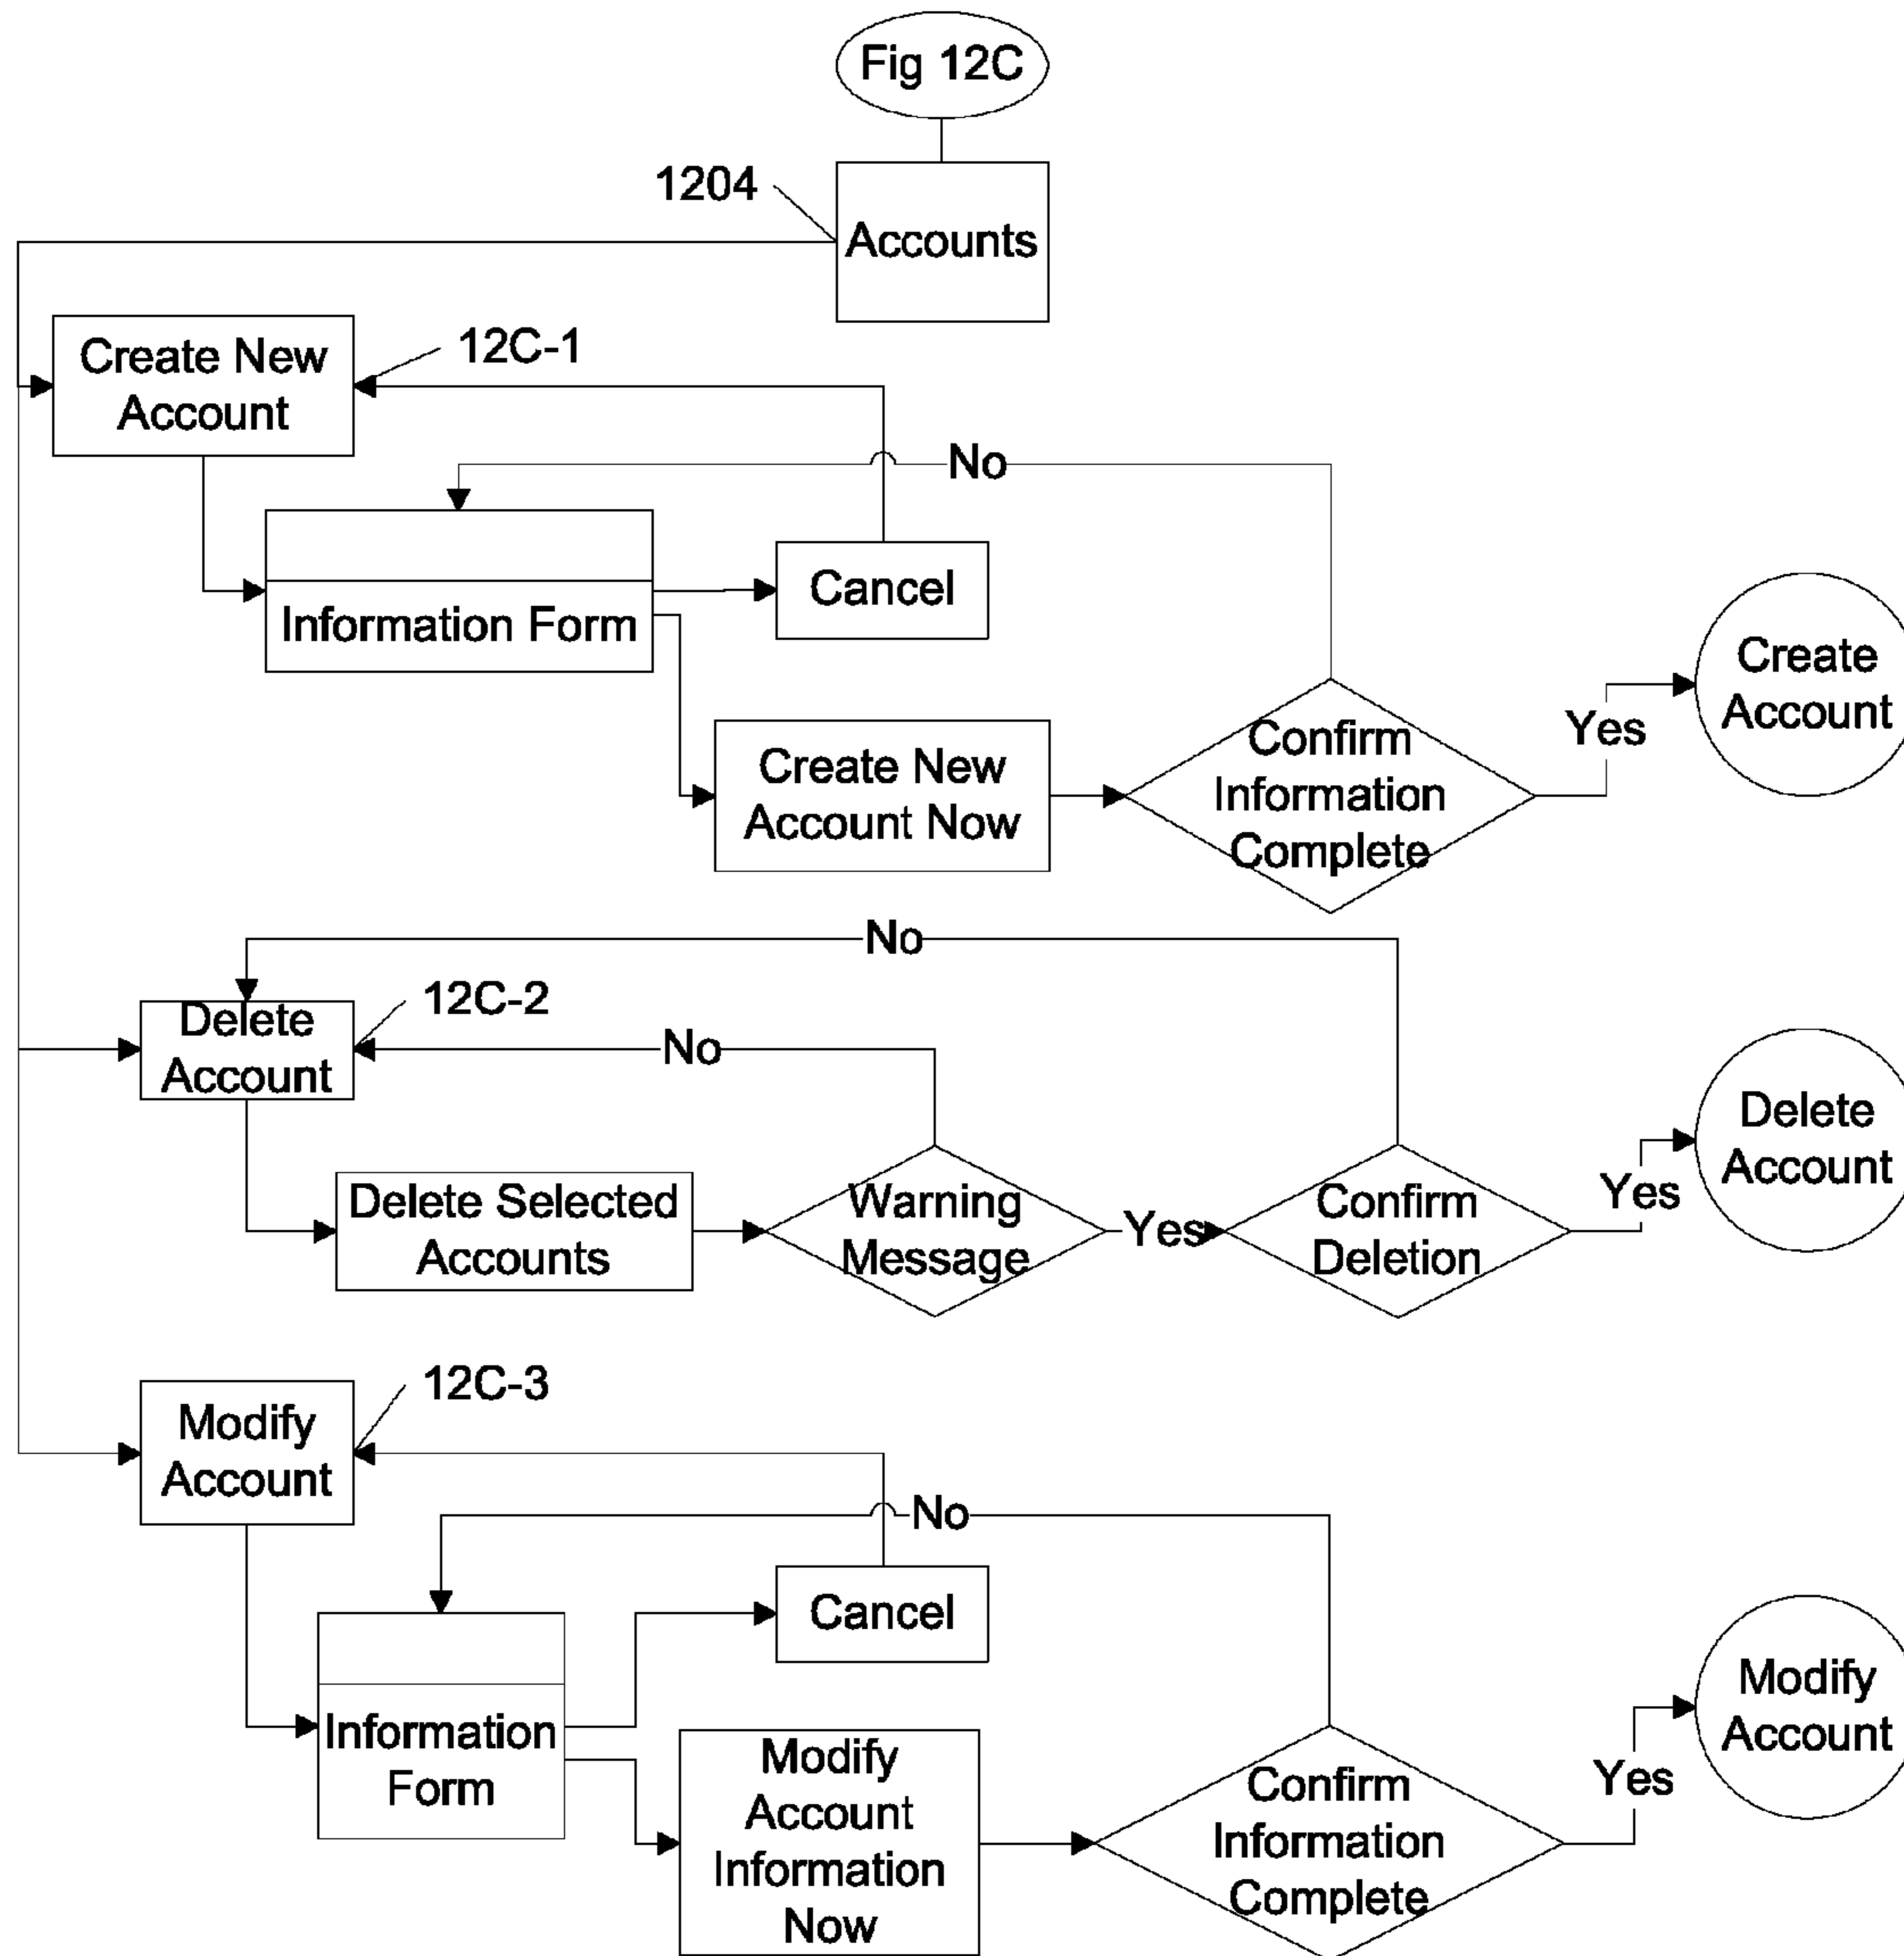 Fig 12C
1204
Accounts
Create New
Account
12C-1
No
Information Form
Cancel
Create
Account
Yes
Create New
Account Now
Confirm
Information
Complete
No
Delete
Account
12C-2
No
Delete
Account
Delete Selected
Accounts
Warning
Message
Yes
Confirm
Deletion
Yes
Modify
Account
12C-3
No
Cancel
Information
Form
Modify
Account
Information
Now
Confirm
Information
Complete
Yes
Modify
Account